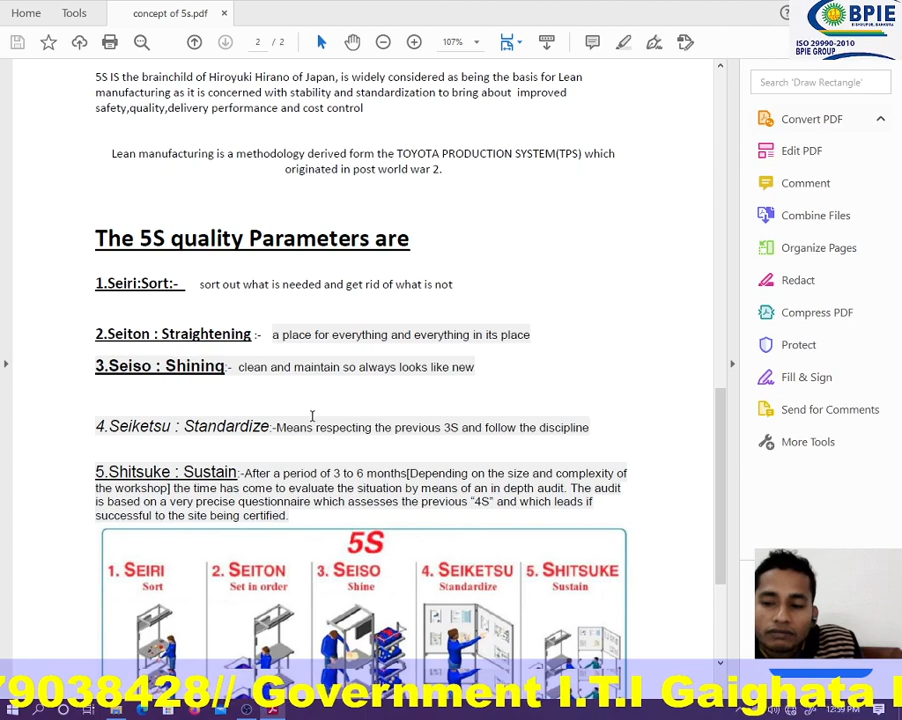 Home
Tools
concept of 5s.pdf
×
BPIE
ISO 29990-2010
BPIE GROUP
2 / 2
107%
5S IS the brainchild of Hiroyuki Hirano of Japan, is widely considered as being the basis for Lean
manufacturing as it is concerned with stability and standardization to bring about improved
safety,quality,delivery performance and cost control
Lean manufacturing is a methodology derived form the TOYOTA PRODUCTION SYSTEM(TPS) which
originated in post world war 2.
The 5S quality Parameters are
1.Seiri:Sort:- sort out what is needed and get rid of what is not
2.Seiton : Straightening :- a place for everything and everything in its place
3.Seiso : Shining:- clean and maintain so always looks like new
4.Seiketsu : Standardize:-Means respecting the previous 3S and follow the discipline
5.Shitsuke : Sustain:-After a period of 3 to 6 months[Depending on the size and complexity of
the workshop] the time has come to evaluate the situation by means of an in depth audit. The audit
is based on a very precise questionnaire which assesses the previous "4S" and which leads if
successful to the site being certified.
5S
1. SEIRI
Sort
2. SEITON
Set in order
3. SEISO
Shine
4. SEIKETSU
Standardize
5. SHITSUKE
Sustain
Search 'Draw Rectangle'
Convert PDF
Edit PDF
Comment
Combine Files
Organize Pages
Redact
Compress PDF
Protect
Fill & Sign
Send for Comments
More Tools
79038428// Government I.T.I Gaighata
12:59 PM